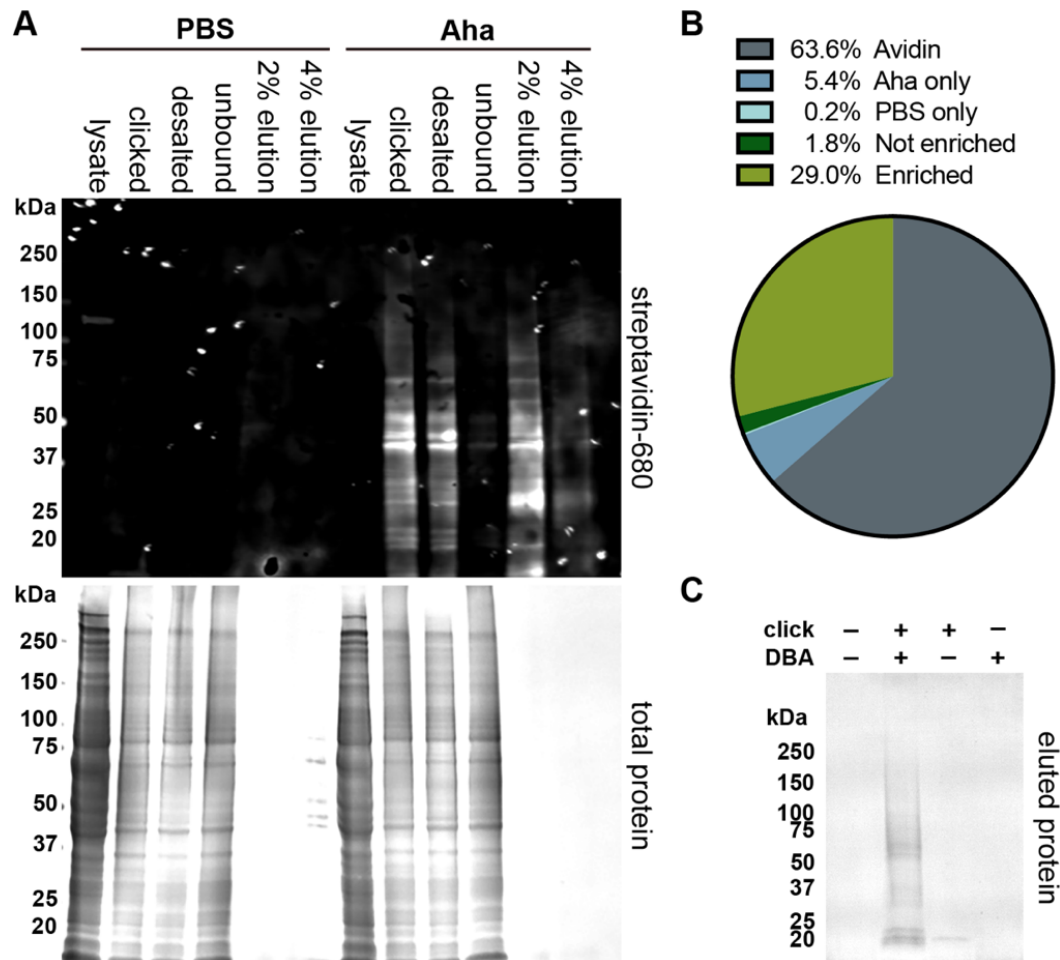 A
PBS
Aha
lysate
clicked
desalted
unbound
2% elution
4% elution
lysate
clicked
desalted
unbound
2% elution
4% elution
kDa
250
150
100
75
50
37
25
20
streptavidin-680
kDa
250
150
100
75
50
37
25
20
total protein
B
63.6% Avidin
5.4% Aha only
0.2% PBS only
1.8% Not enriched
29.0% Enriched
C
click – + + –
DBA – + – +
kDa
250
150
100
75
50
37
25
20
eluted protein